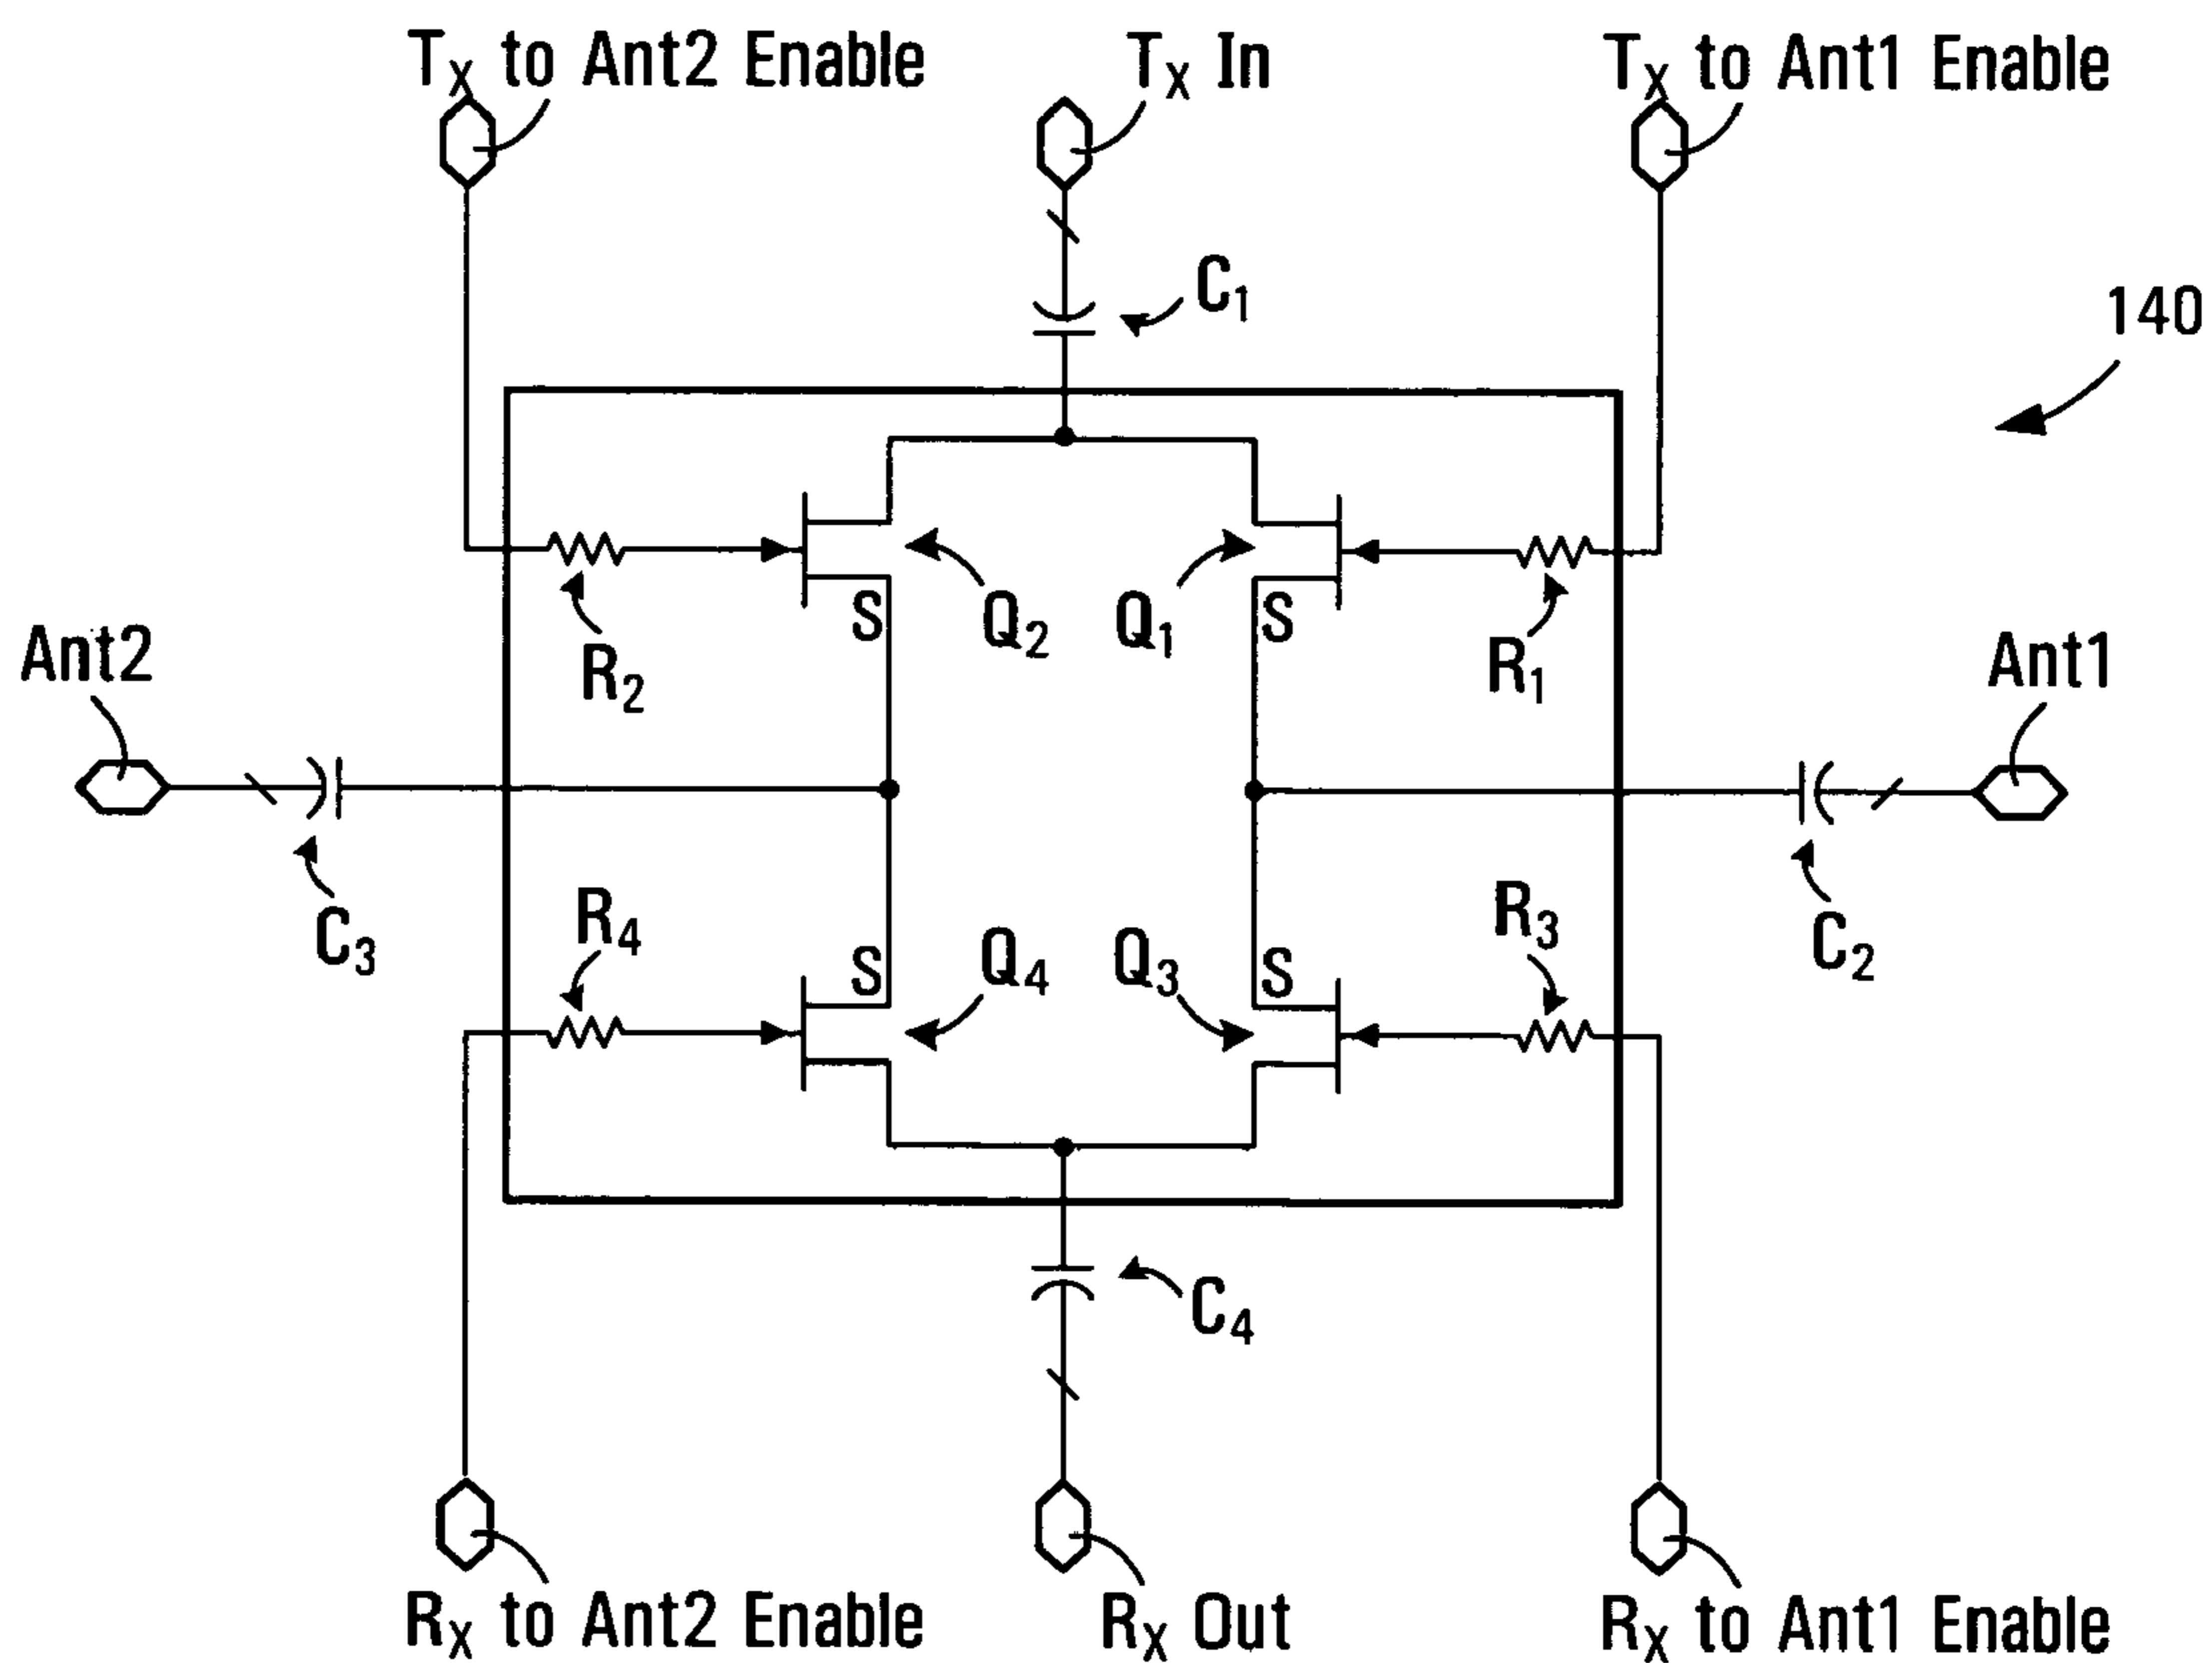 Tx to Ant2 Enable
Tx In
Tx to Ant1 Enable
C1
140
S
Q2
Q1
S
R2
R1
Ant2
Ant1
R4
R3
C3
C2
S
Q4
Q3
S
C4
Rx to Ant2 Enable
Rx Out
Rx to Ant1 Enable